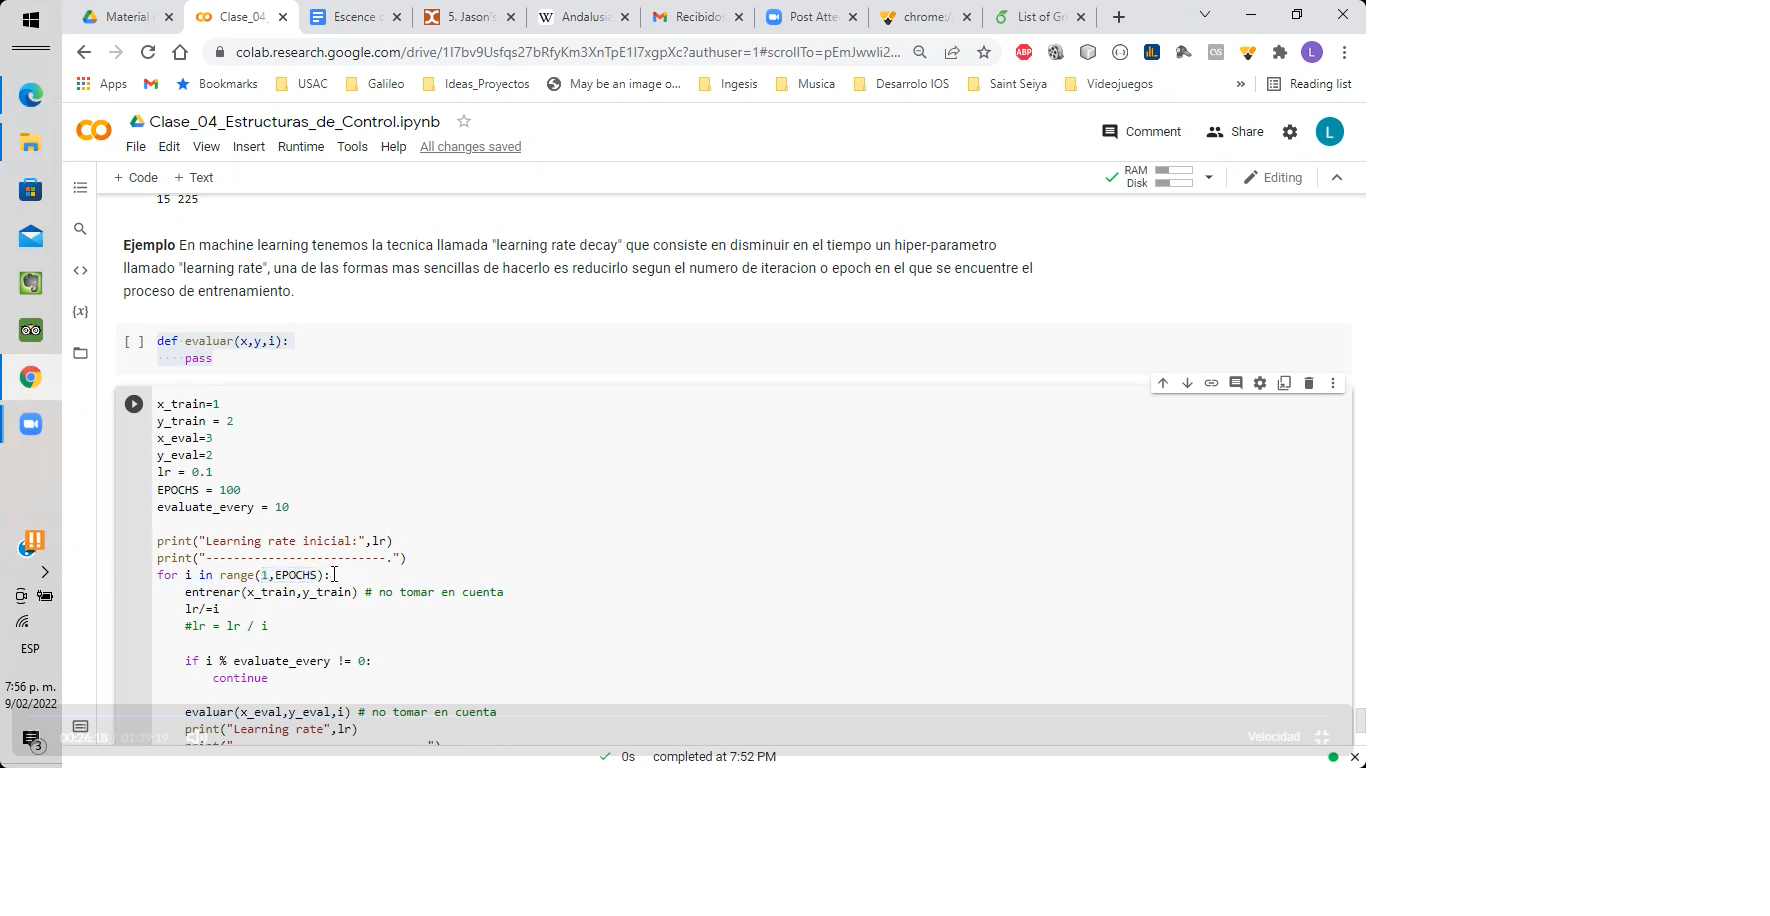 Material
Clase_04_
Escence
5. Jason's
Andalusia
Recibidos
Post Atte
chrome:/
List of Gr
colab.research.google.com/drive/1I7bv9Usfqs27bRfyKm3XnTpE1I7xgpXc?authuser=1#scrollTo=pEmJwwIi2...
Apps
Bookmarks
USAC
Galileo
Ideas_Proyectos
May be an image o...
Ingesis
Musica
Desarrolo IOS
Saint Seiya
Videojuegos
»
Reading list
Clase_04_Estructuras_de_Control.ipynb
Comment
Share
L
File Edit View Insert Runtime Tools Help All changes saved
+ Code + Text
RAM
Disk
Editing
15 225
Ejemplo En machine learning tenemos la tecnica llamada "learning rate decay" que consiste en disminuir en el tiempo un hiper-parametro
llamado "learning rate", una de las formas mas sencillas de hacerlo es reducirlo segun el numero de iteracion o epoch en el que se encuentre el
proceso de entrenamiento.
[ ] def evaluar(x,y,i):
pass
x_train=1
y_train = 2
x_eval=3
y_eval=2
lr = 0.1
EPOCHS = 100
evaluate_every = 10
print("Learning rate inicial:",lr)
print("--------------------------.")
for i in range(1,EPOCHS):
entrenar(x_train,y_train) # no tomar en cuenta
lr/=i
#lr = lr / i
if i % evaluate_every != 0:
continue
evaluar(x_eval,y_eval,i) # no tomar en cuenta
print("Learning rate",lr)
00:26:18 / 01:39:19
Velocidad
0s completed at 7:52 PM
ESP
7:56 p. m.
9/02/2022
3